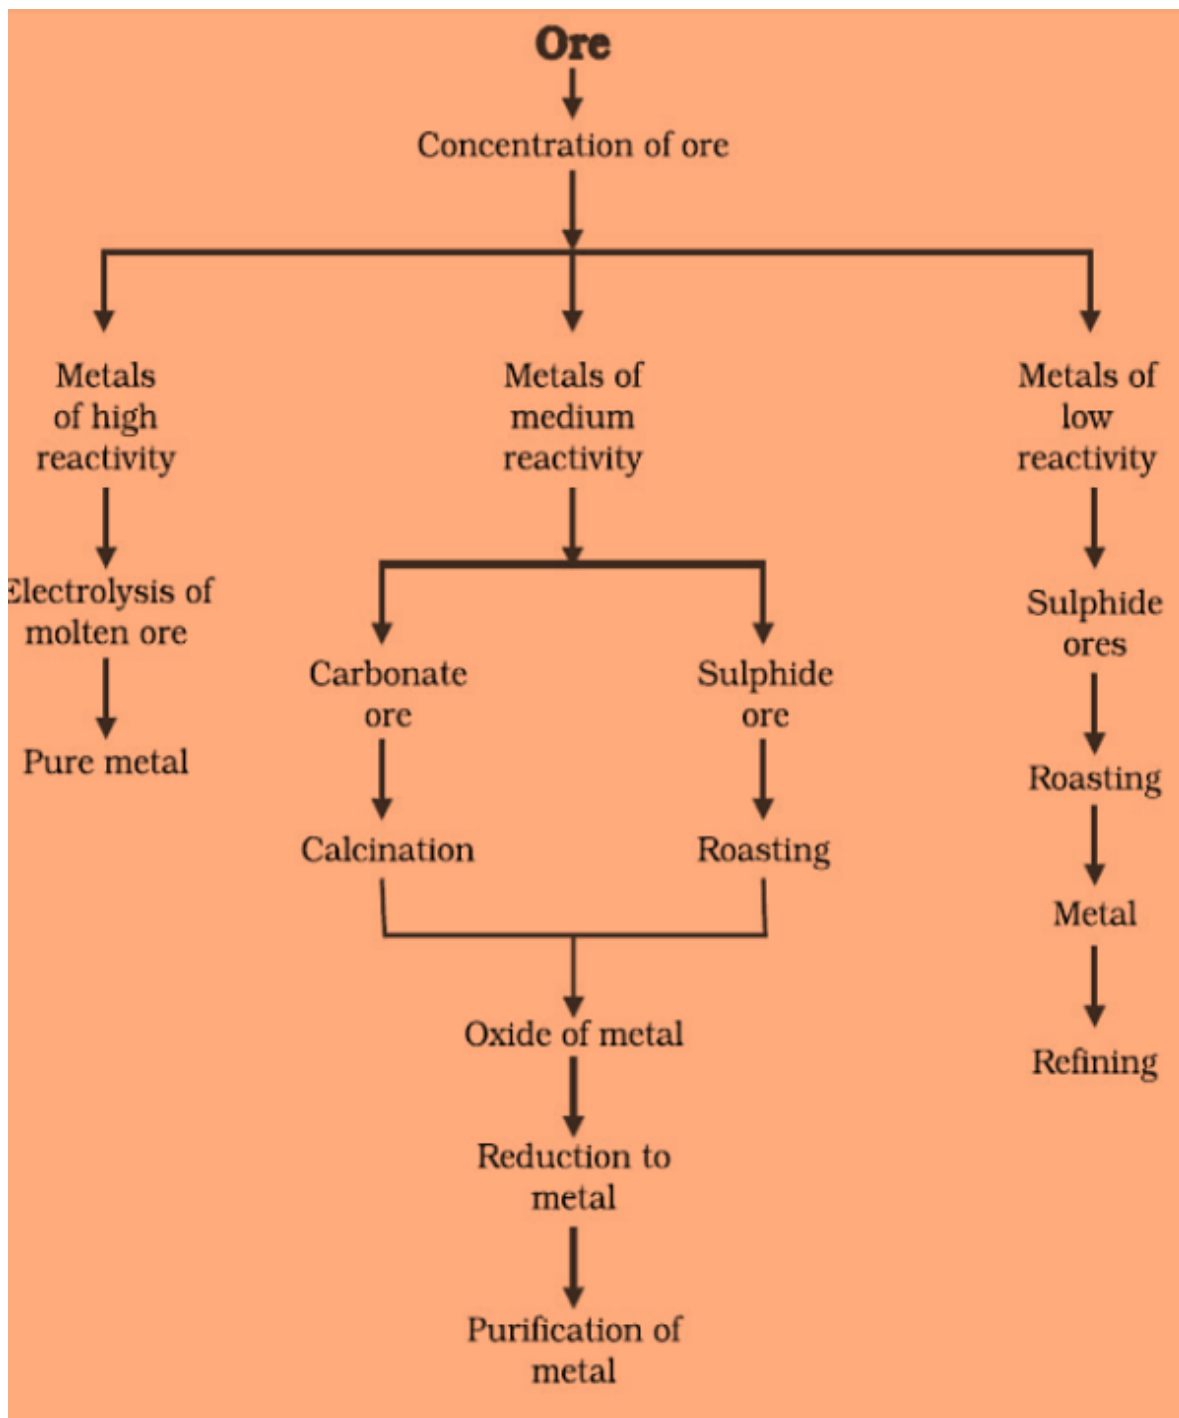 Ore
Concentration of ore
Metals
of high
reactivity
Electrolysis of
molten ore
Pure metal
Metals of
medium
reactivity
Carbonate
ore
Calcination
Sulphide
ore
Roasting
Oxide of metal
Reduction to
metal
Purification of
metal
Metals of
low
reactivity
Sulphide
ores
Roasting
Metal
Refining